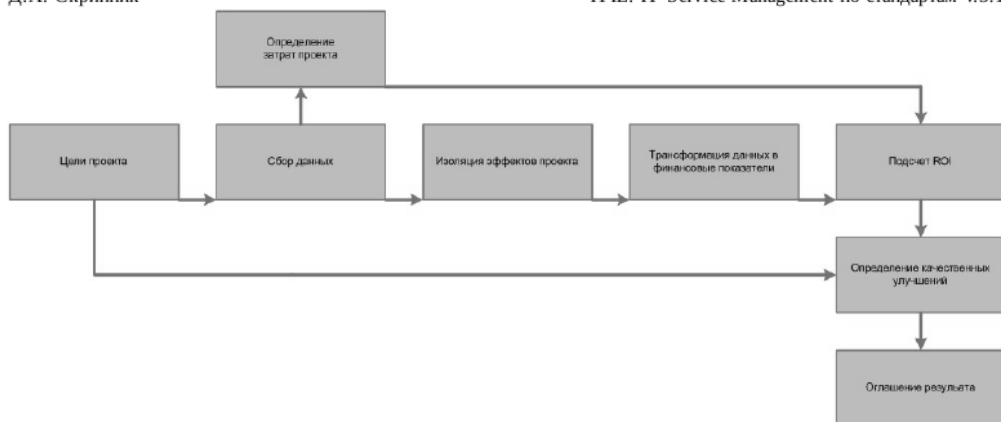 Д.А. Скрипник ITIL. IT Service Management по стандартам V.3.1
Определение
затрат проекта
Цели проекта
Сбор данных
Изоляция эффектов проекта
Трансформация данных в
финансовые показатели
Подсчет ROI
Определение качественных
улучшений
Оглашение результата